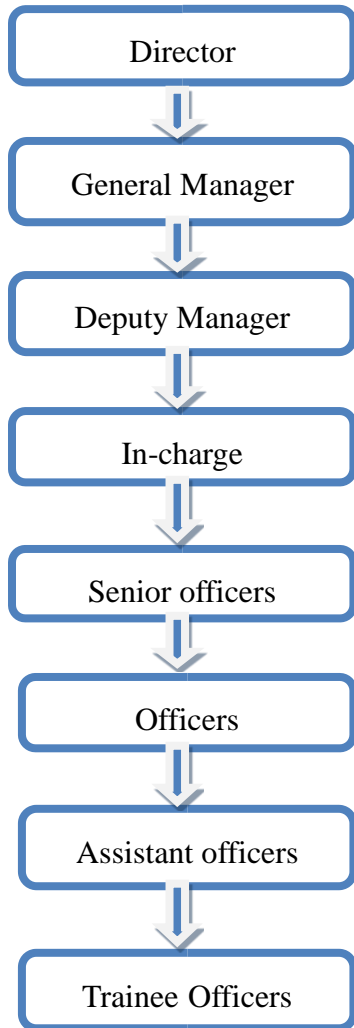 Director
General Manager
Deputy Manager
In-charge
Senior officers
Officers
Assistant officers
Trainee Officers